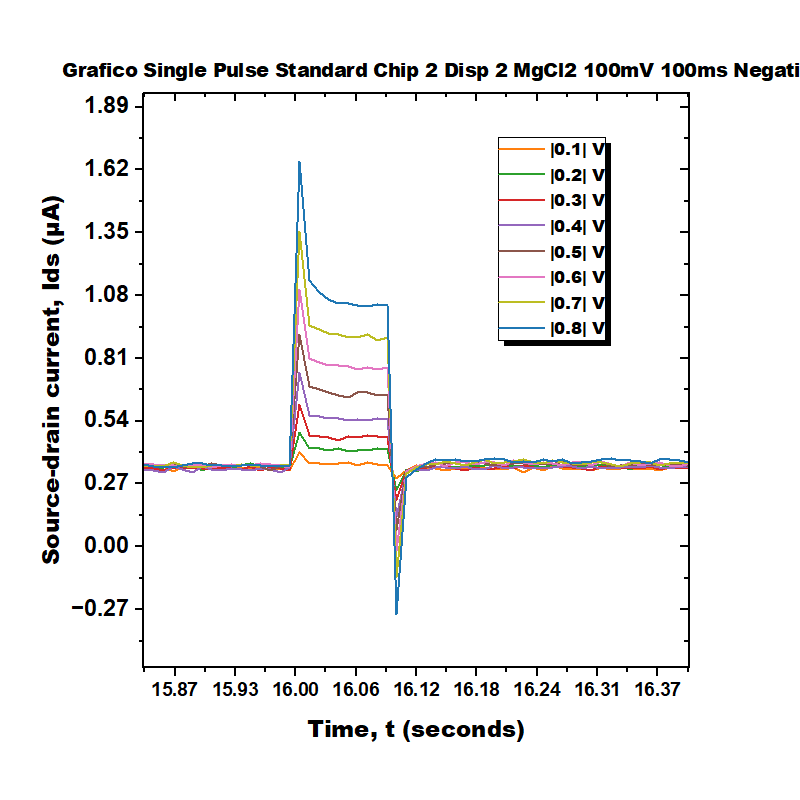 Grafico Single Pulse Standard Chip 2 Disp 2 MgCl2 100mV 100ms Negati
1.89
1.62
1.35
1.08
0.81
0.54
0.27
0.00
−0.27
Source-drain current, Ids (µA)
|0.1| V
|0.2| V
|0.3| V
|0.4| V
|0.5| V
|0.6| V
|0.7| V
|0.8| V
15.87 15.93 16.00 16.06 16.12 16.18 16.24 16.31 16.37
Time, t (seconds)